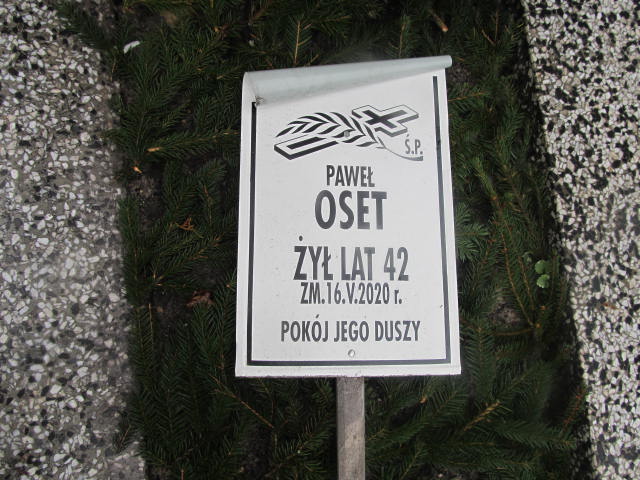 Ś.P.
PAWEŁ
OSET
ŻYŁ LAT 42
ZM.16.V.2020 r.
POKÓJ JEGO DUSZY